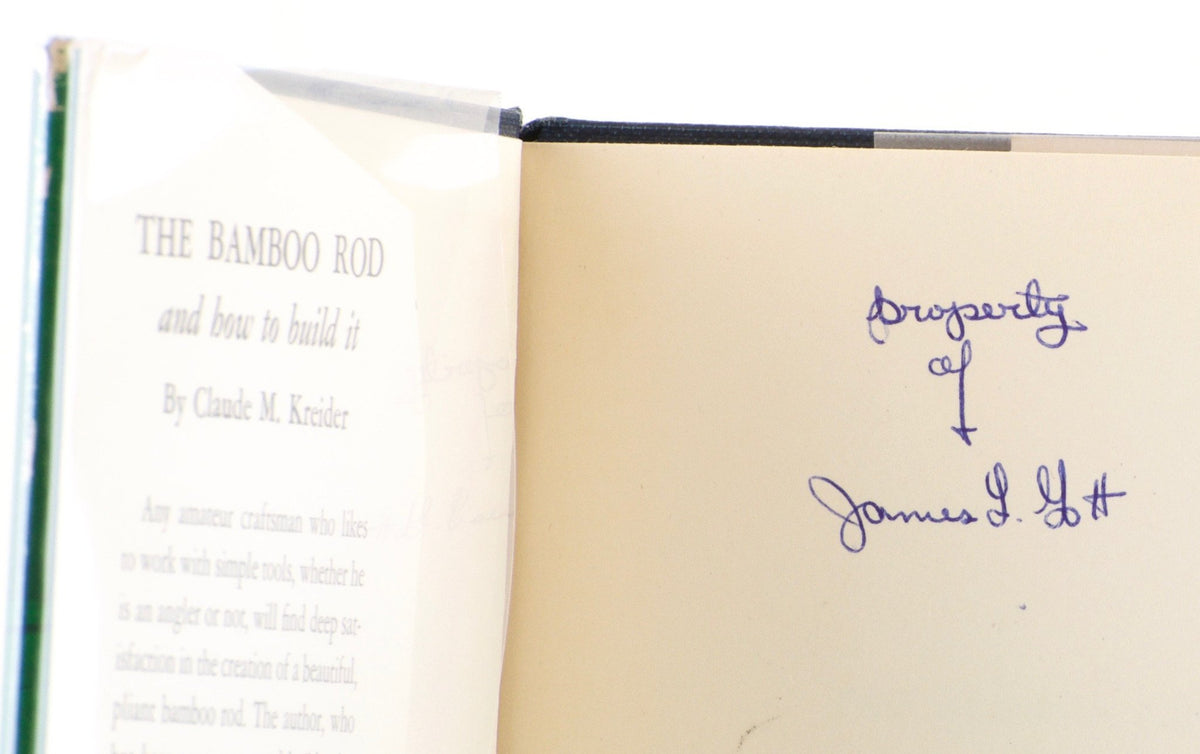 THE BAMBOO ROD
and how to build it
By Claude M. Kreider
Any amateur craftsman who likes
to work with simple tools, whether he
is an angler or not, will find deep sat-
isfaction in the creation of a beautiful,
pliant bamboo rod. The author, who
property
of
James L. Gott